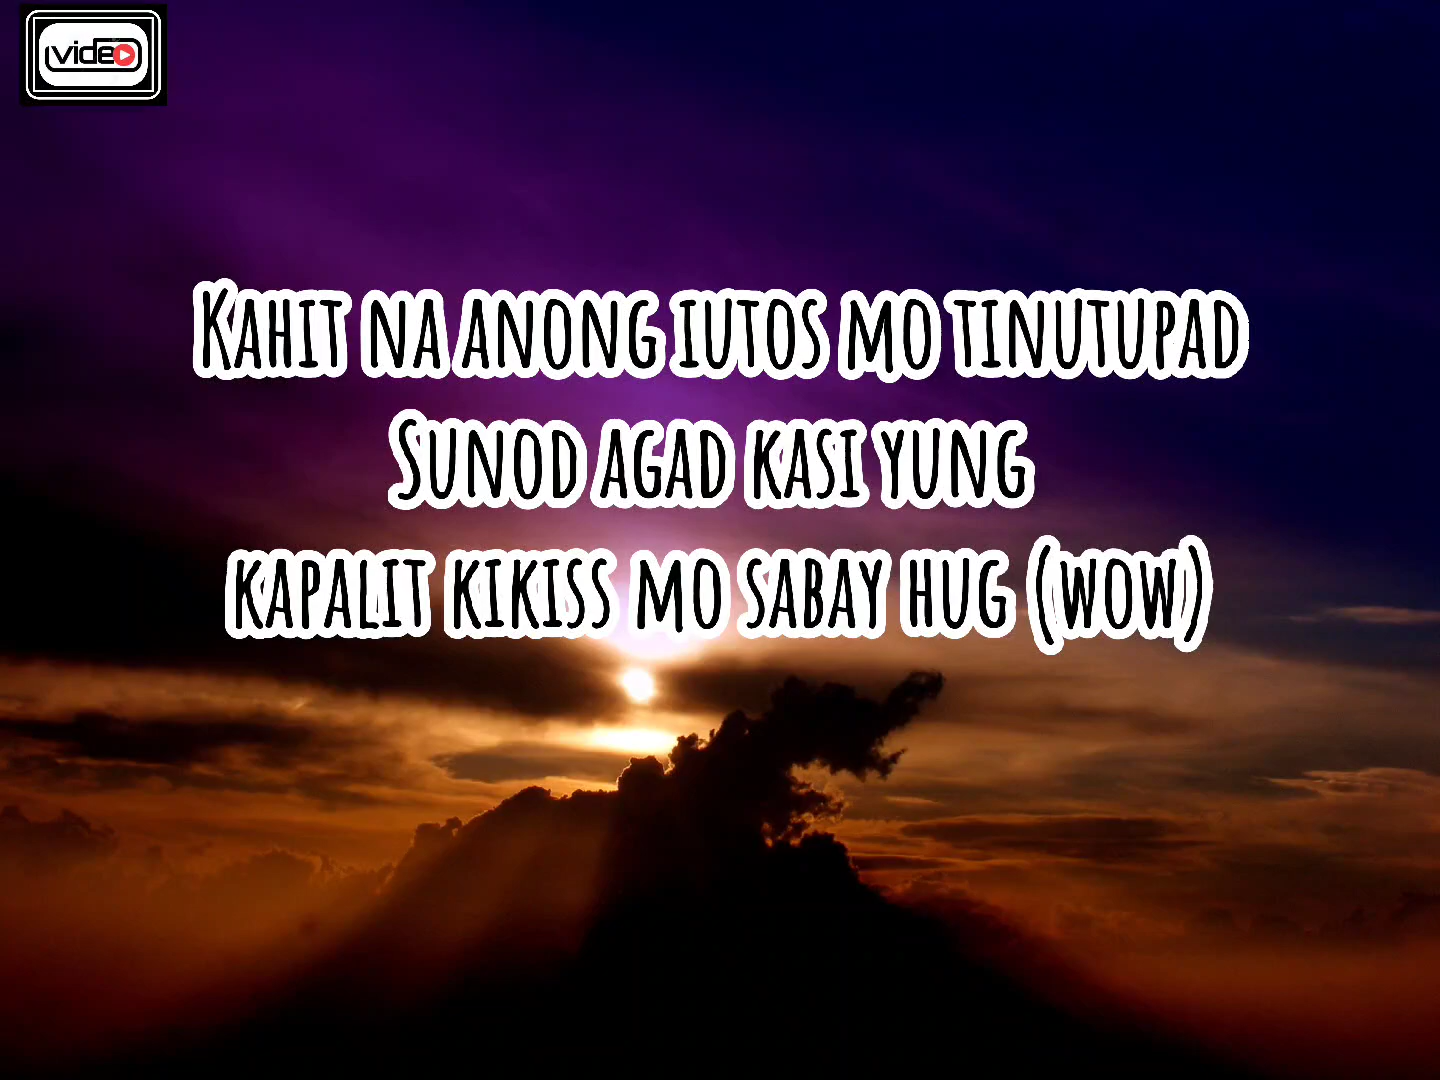 video
Kahit na anong iutos mo tinutupad
Sunod agad kasi yung
kapalit kikiss mo sabay hug (wow)